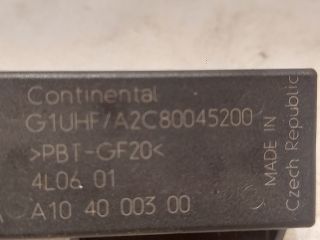 Continental
G1UHF/A2C80045200
>PBT-GF20<
4L06 01
A10 40 003 00
MADE IN
Czech Republic